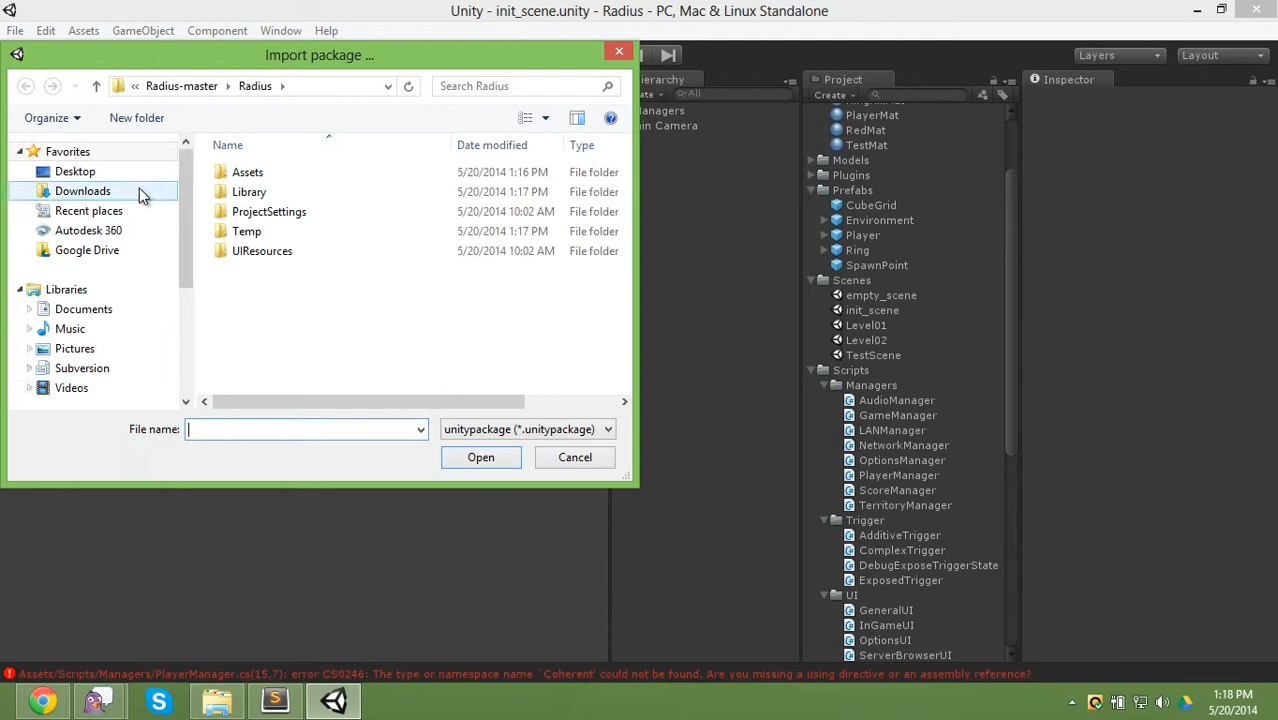 Unity - init_scene.unity - Radius - PC, Mac & Linux Standalone
File Edit Assets GameObject Component Window Help
Import package ...
Layers
Layout
« Radius-master Radius
Search Radius
Organize
New folder
Favorites
Desktop
Downloads
Recent places
Autodesk 360
Google Drive
Libraries
Documents
Music
Pictures
Subversion
Videos
Name Date modified Type
Assets 5/20/2014 1:16 PM File folder
Library 5/20/2014 1:17 PM File folder
ProjectSettings 5/20/2014 10:02 AM File folder
Temp 5/20/2014 1:17 PM File folder
UIResources 5/20/2014 10:02 AM File folder
File name:
unitypackage (*.unitypackage)
Open
Cancel
ierarchy
ate
All
anagers
in Camera
Project
Create
PlayerMat
RedMat
TestMat
Models
Plugins
Prefabs
CubeGrid
Environment
Player
Ring
SpawnPoint
Scenes
empty_scene
init_scene
Level01
Level02
TestScene
Scripts
Managers
AudioManager
GameManager
LANManager
NetworkManager
OptionsManager
PlayerManager
ScoreManager
TerritoryManager
Trigger
AdditiveTrigger
ComplexTrigger
DebugExposeTriggerState
ExposedTrigger
UI
GeneralUI
InGameUI
OptionsUI
ServerBrowserUI
Inspector
Assets/Scripts/Managers/PlayerManager.cs(15,7): error CS0246: The type or namespace name `Coherent' could not be found. Are you missing a using directive or an assembly reference?
1:18 PM
5/20/2014